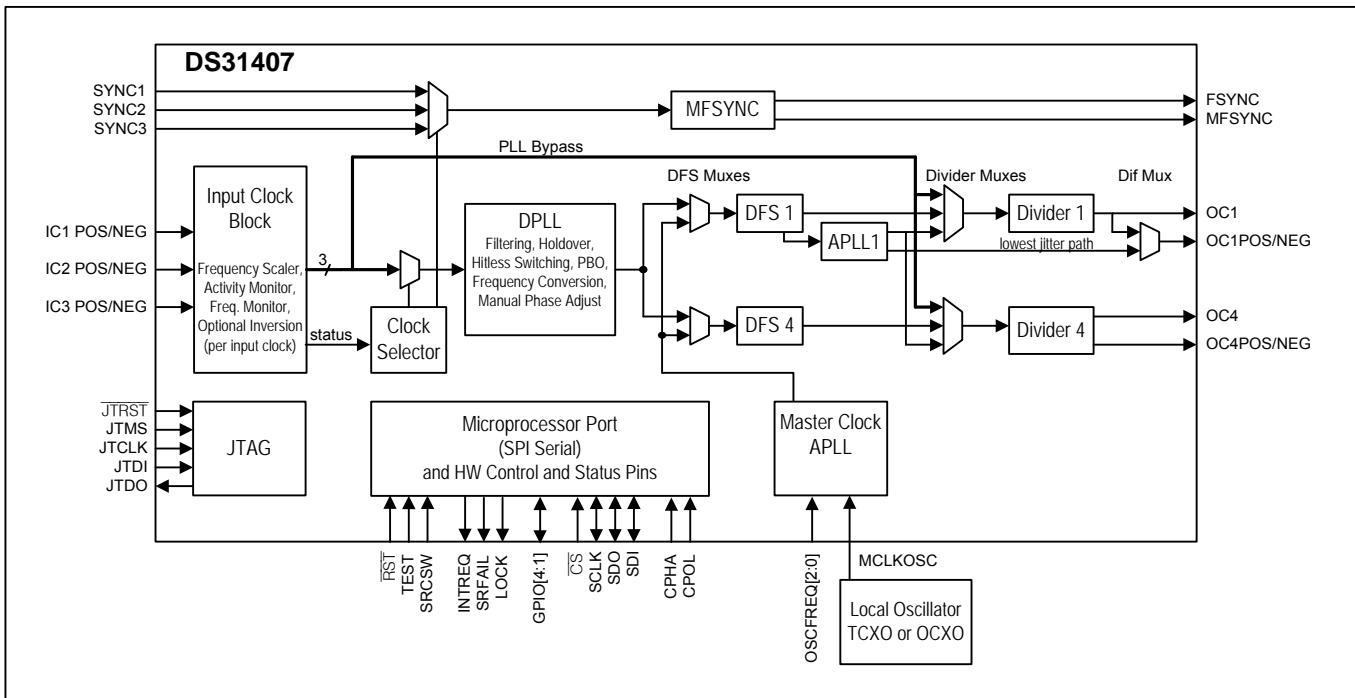 DS31407
SYNC1
SYNC2
SYNC3
MFSYNC
FSYNC
MFSYNC
PLL Bypass
DFS Muxes
Divider Muxes
Dif Mux
Input Clock
Block
Frequency Scaler,
Activity Monitor,
Freq. Monitor,
Optional Inversion
(per input clock)
IC1 POS/NEG
IC2 POS/NEG
IC3 POS/NEG
3
status
Clock
Selector
DPLL
Filtering, Holdover,
Hitless Switching, PBO,
Frequency Conversion,
Manual Phase Adjust
DFS 1
APLL1
lowest jitter path
Divider 1
OC1
OC1POS/NEG
DFS 4
Divider 4
OC4
OC4POS/NEG
JTRST
JTMS
JTCLK
JTDI
JTDO
JTAG
Microprocessor Port
(SPI Serial)
and HW Control and Status Pins
Master Clock
APLL
RST
TEST
SRCSW
INTREQ
SRFAIL
LOCK
GPIO[4:1]
CS
SCLK
SDO
SDI
CPHA
CPOL
OSCFREQ[2:0]
MCLKOSC
Local Oscillator
TCXO or OCXO